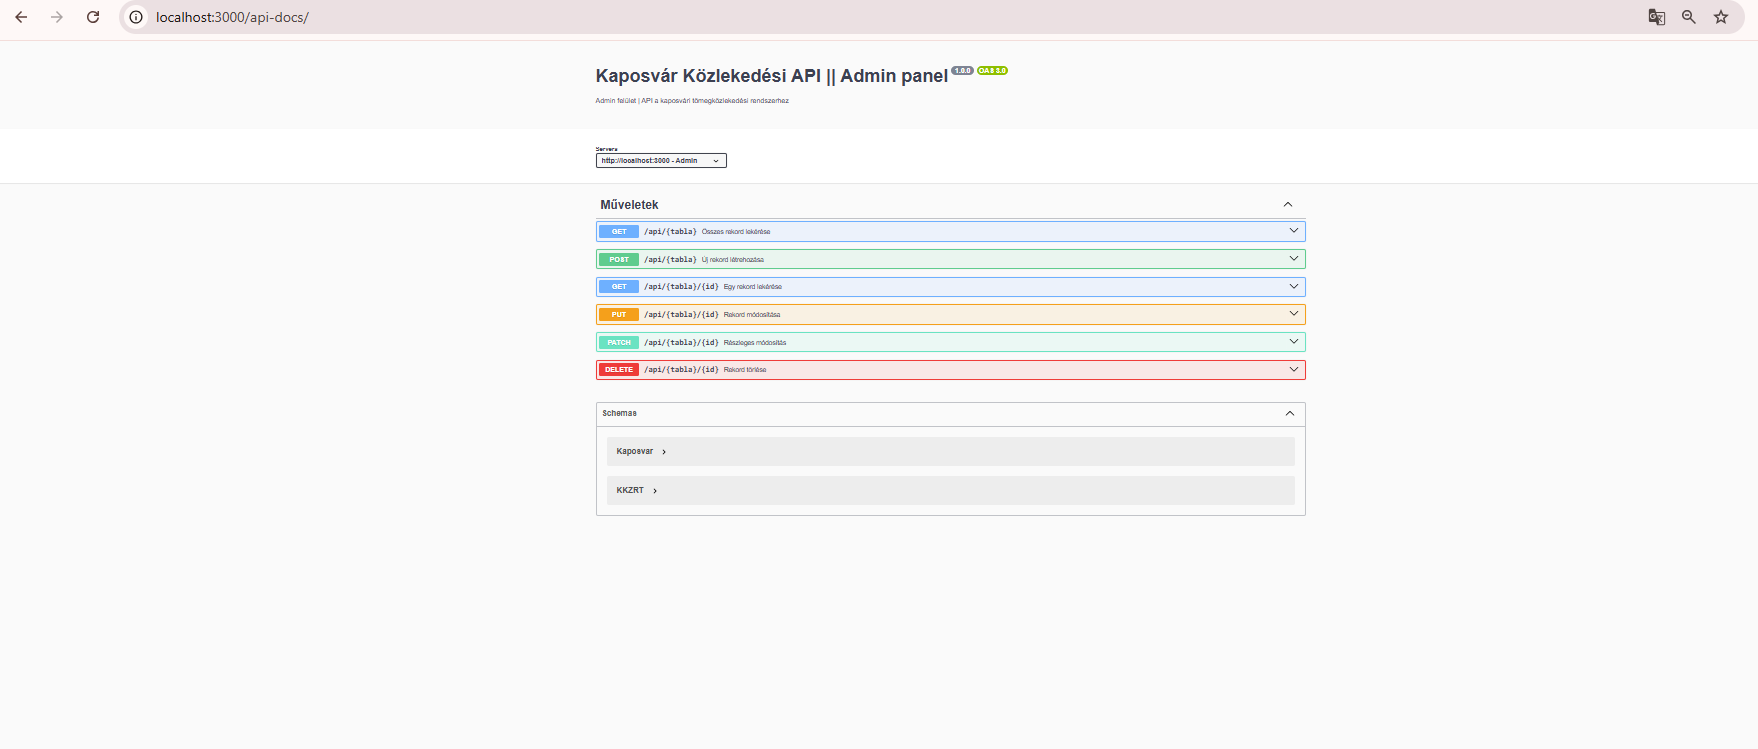 localhost:3000/api-docs/
Kaposvár Közlekedési API || Admin panel 1.0.0 OAS 3.0
Admin felület | API a kaposvári tömegközlekedési rendszerhez
Servers
http://localhost:3000 - Admin
Műveletek
GET /api/{tabla} Összes rekord lekérése
POST /api/{tabla} Új rekord létrehozása
GET /api/{tabla}/{id} Egy rekord lekérése
PUT /api/{tabla}/{id} Rekord módosítása
PATCH /api/{tabla}/{id} Részleges módosítás
DELETE /api/{tabla}/{id} Rekord törlése
Schemas
Kaposvar
KKZRT